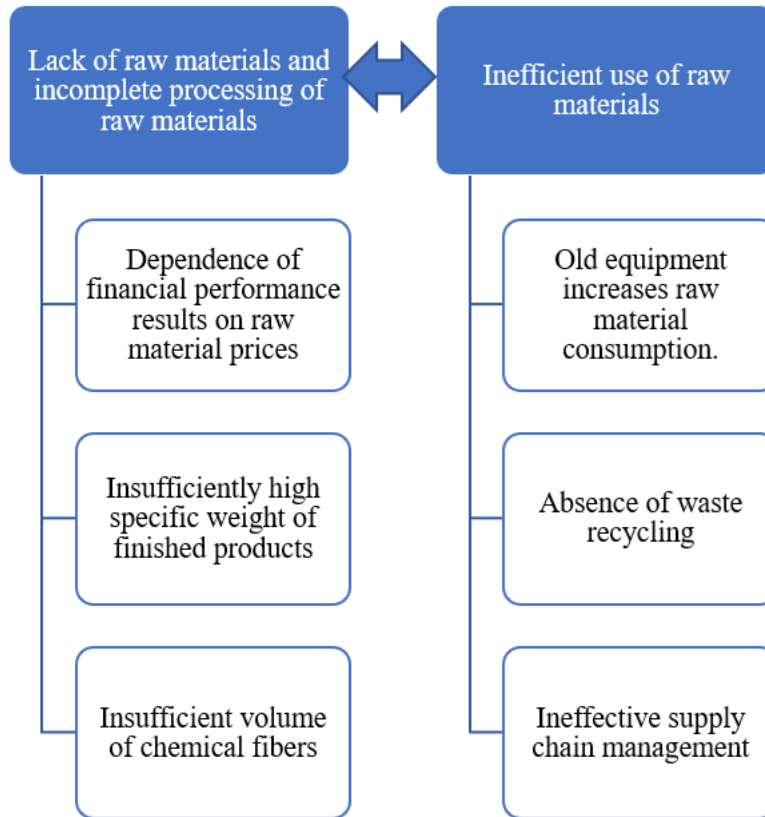 Lack of raw materials and
incomplete processing of
raw materials
Inefficient use of raw
materials
Dependence of
financial performance
results on raw
material prices
Insufficiently high
specific weight of
finished products
Insufficient volume
of chemical fibers
Old equipment
increases raw
material
consumption.
Absence of waste
recycling
Ineffective supply
chain management